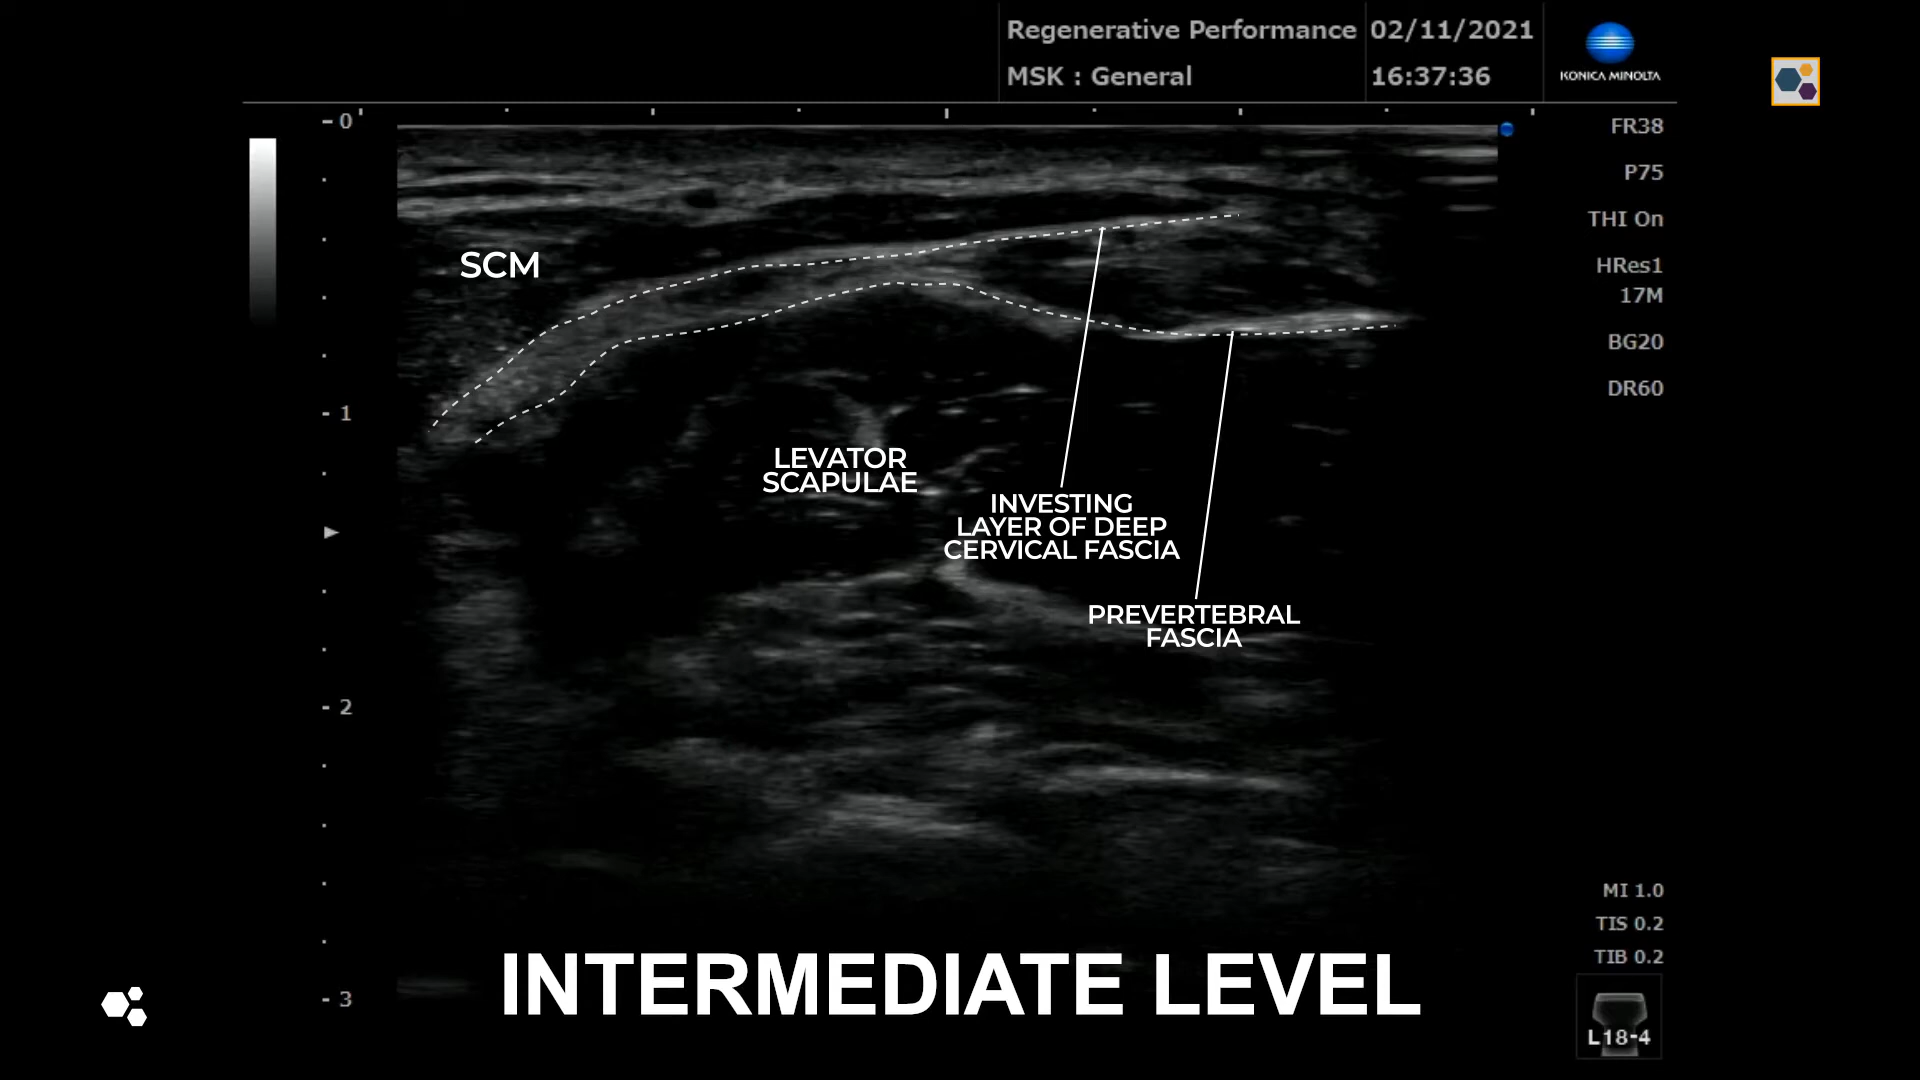 Regenerative Performance 02/11/2021
MSK : General 16:37:36
KONICA MINOLTA
0
FR38
P75
THI On
HRes1
17M
BG20
DR60
SCM
1
LEVATOR
SCAPULAE
INVESTING
LAYER OF DEEP
CERVICAL FASCIA
PREVERTEBRAL
FASCIA
2
MI 1.0
TIS 0.2
TIB 0.2
3
INTERMEDIATE LEVEL
L18-4